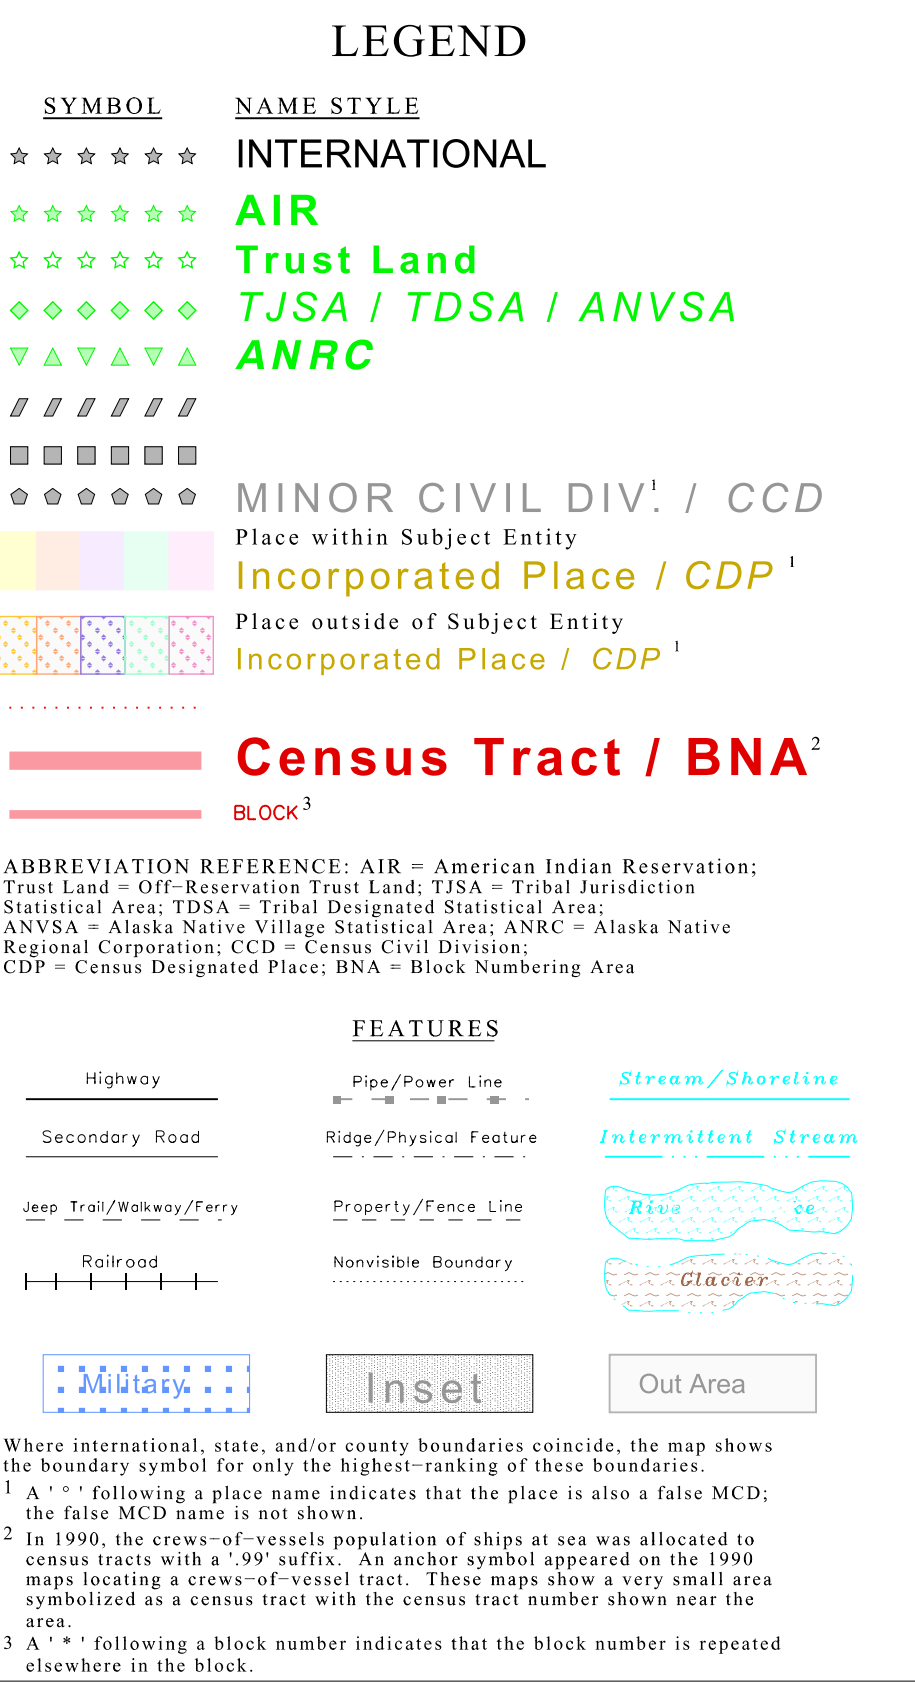 LEGEND
SYMBOL NAME STYLE
INTERNATIONAL
AIR
Trust Land
TJSA / TDSA / ANVSA
ANRC
MINOR CIVIL DIV.¹ / CCD
Place within Subject Entity
Incorporated Place / CDP ¹
Place outside of Subject Entity
Incorporated Place / CDP ¹
Census Tract / BNA²
BLOCK³
ABBREVIATION REFERENCE: AIR = American Indian Reservation;
Trust Land = Off−Reservation Trust Land; TJSA = Tribal Jurisdiction
Statistical Area; TDSA = Tribal Designated Statistical Area;
ANVSA = Alaska Native Village Statistical Area; ANRC = Alaska Native
Regional Corporation; CCD = Census Civil Division;
CDP = Census Designated Place; BNA = Block Numbering Area
FEATURES
Highway
Pipe/Power Line
Stream/Shoreline
Secondary Road
Ridge/Physical Feature
Intermittent Stream
Jeep Trail/Walkway/Ferry
Property/Fence Line
Railroad
Nonvisible Boundary
Glacier
Military
Inset
Out Area
Where international, state, and/or county boundaries coincide, the map shows
the boundary symbol for only the highest−ranking of these boundaries.
1 A ' ° ' following a place name indicates that the place is also a false MCD;
the false MCD name is not shown.
2 In 1990, the crews−of−vessels population of ships at sea was allocated to
census tracts with a '.99' suffix. An anchor symbol appeared on the 1990
maps locating a crews−of−vessel tract. These maps show a very small area
symbolized as a census tract with the census tract number shown near the
area.
3 A ' * ' following a block number indicates that the block number is repeated
elsewhere in the block.